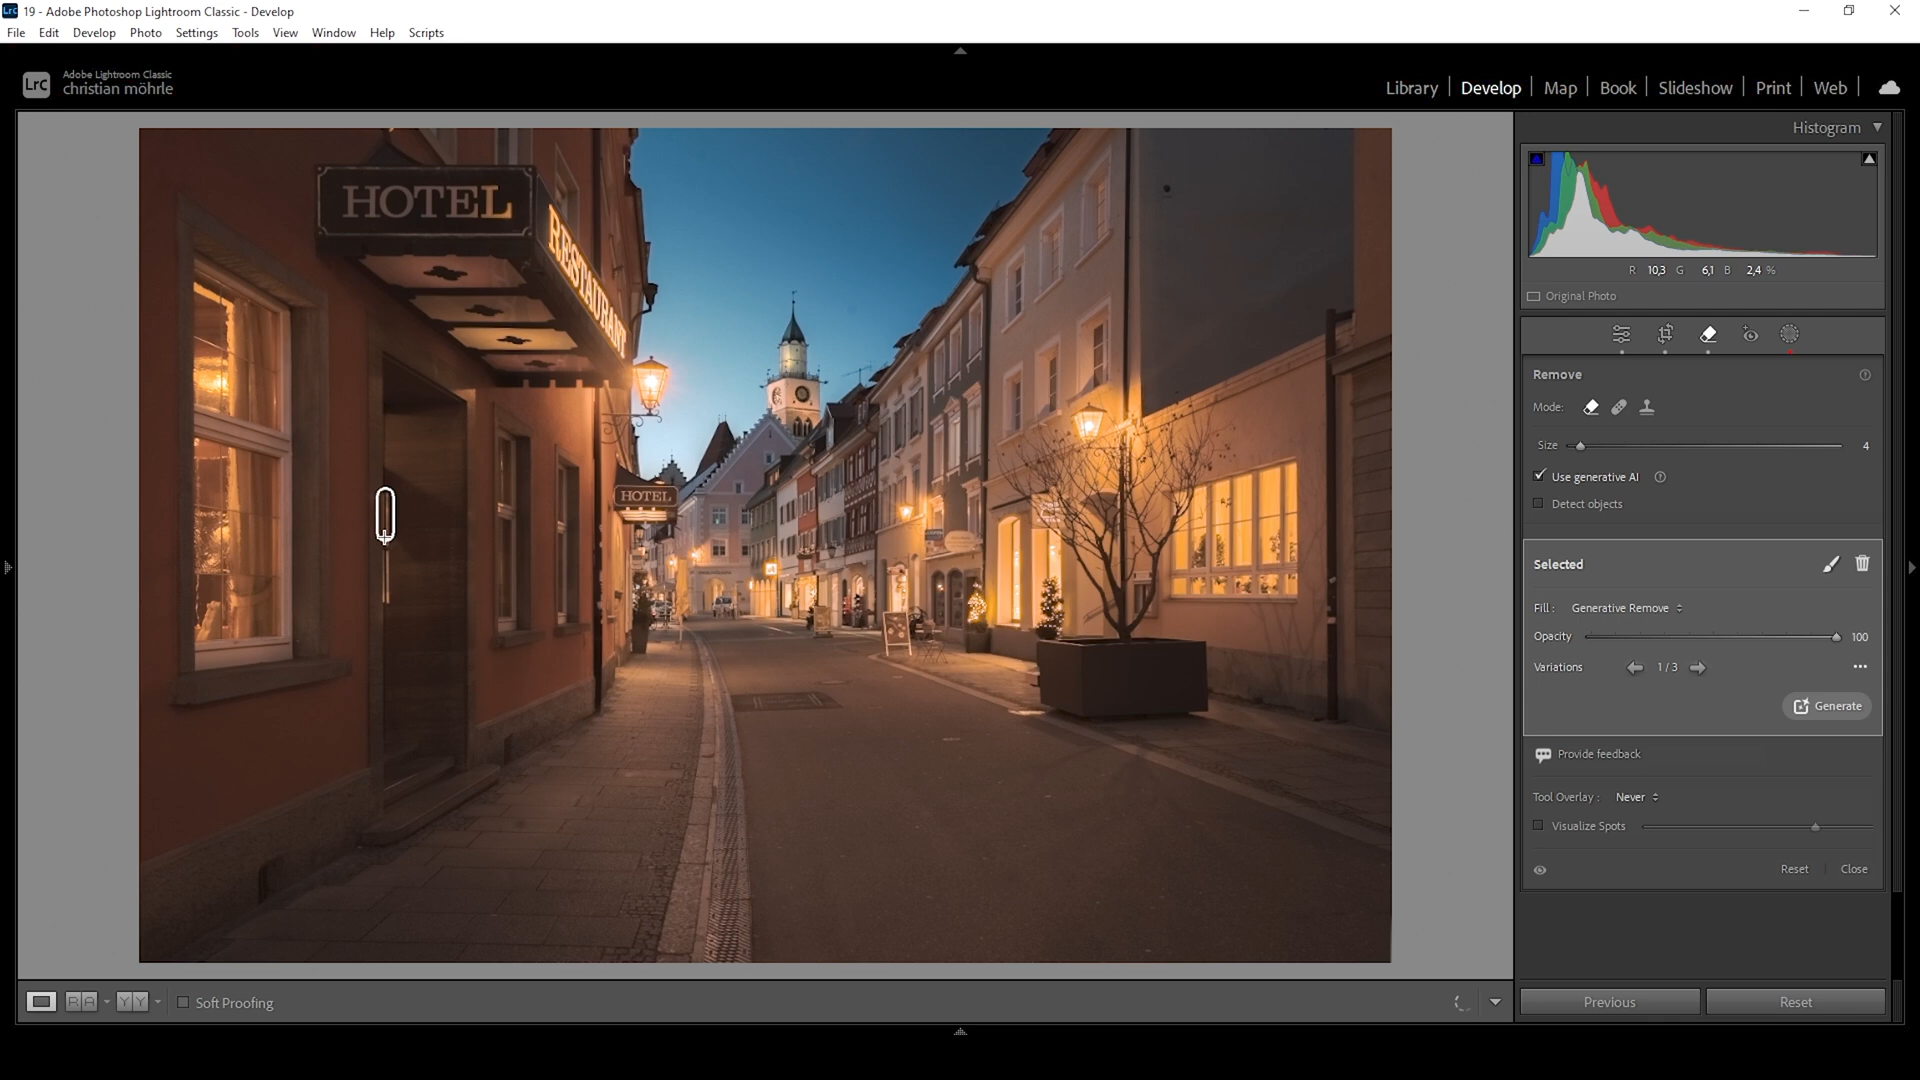 Lrc 19 - Adobe Photoshop Lightroom Classic - Develop
File Edit Develop Photo Settings Tools View Window Help Scripts
LrC Adobe Lightroom Classic
christian möhrle
Library | Develop | Map | Book | Slideshow | Print | Web |
Histogram
HOTEL
RESTAURANT
HOTEL
R 10,3 G 6,1 B 2,4 %
Original Photo
Remove
Mode:
Size 4
Use generative AI
Detect objects
Selected
Fill : Generative Remove
Opacity 100
Variations 1 / 3
Generate
Provide feedback
Tool Overlay : Never
Visualize Spots
Reset Close
R A Y Y Soft Proofing
Previous Reset